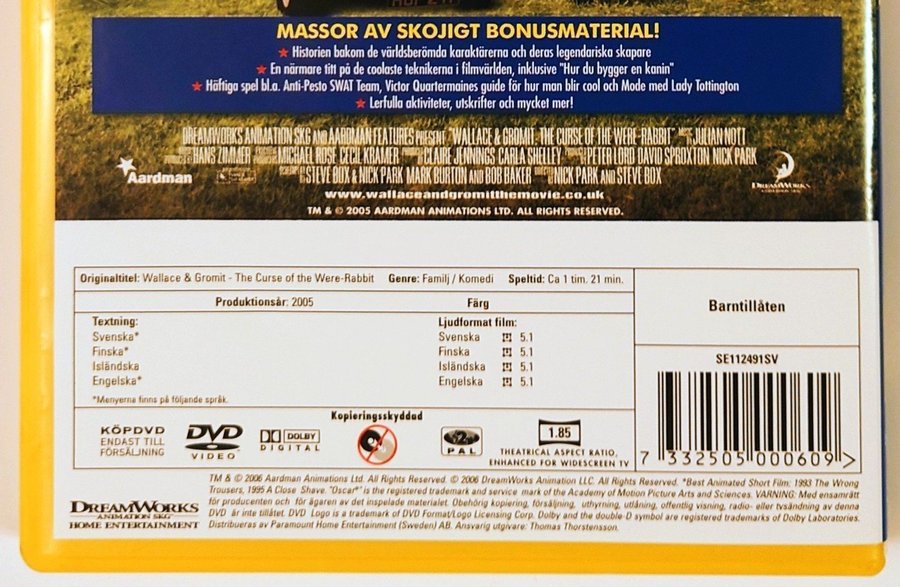 MASSOR AV SKOJIGT BONUSMATERIAL!
★ Historien bakom de världsberömda karaktärerna och deras legendariska skapare
★ En närmare titt på de coolaste teknikerna i filmvärlden, inklusive "Hur du bygger en kanin"
★ Häftiga spel bl.a. Anti-Pesto SWAT Team, Victor Quartermaines guide för hur man blir cool och Mode med Lady Tottington
★ Lerfulla aktiviteter, utskrifter och mycket mer!
DREAMWORKS ANIMATION SKG AND AARDMAN FEATURES PRESENT "WALLACE & GROMIT: THE CURSE OF THE WERE-RABBIT" JULIAN NOTT
HANS ZIMMER MICHAEL ROSE CECIL KRAMER CLAIRE JENNINGS CARLA SHELLEY PETER LORD DAVID SPROXTON NICK PARK
STEVE BOX & NICK PARK MARK BURTON AND BOB BAKER NICK PARK AND STEVE BOX
Aardman
DREAMWORKS
www.wallaceandgromitthemovie.co.uk
TM & © 2005 AARDMAN ANIMATIONS LTD. ALL RIGHTS RESERVED.
Originaltitel: Wallace & Gromit - The Curse of the Were-Rabbit Genre: Familj / Komedi Speltid: Ca 1 tim. 21 min.
Produktionsår: 2005 Färg
Barntillåten
Textning: Ljudformat film:
Svenska* Svenska 5.1
Finska* Finska 5.1
Isländska Isländska 5.1
Engelska* Engelska 5.1
*Menyerna finns på följande språk.
SE112491SV
7 332505 000609 >
Kopieringsskyddad
KÖPDVD
ENDAST TILL
FÖRSÄLJNING
DVD
VIDEO
DOLBY
DIGITAL
2
PAL
1.85
THEATRICAL ASPECT RATIO,
ENHANCED FOR WIDESCREEN TV
DREAMWORKS
ANIMATION SKG
HOME ENTERTAINMENT
TM & © 2006 Aardman Animations Ltd. All Rights Reserved. © 2006 DreamWorks Animation LLC. All Rights Reserved. *Best Animated Short Film: 1993 The Wrong
Trousers, 1995 A Close Shave. "Oscar®" is the registered trademark and service mark of the Academy of Motion Picture Arts and Sciences. VARNING: Med ensamrätt
för producenten och för ägaren av det inspelade materialet. Obehörig kopiering, försäljning, uthyrning, utlåning, offentlig visning, radio- eller tvsändning av denna
DVD är inte tillåtet. DVD Logo is a trademark of DVD Format/Logo Licensing Corp. Dolby and the double-D symbol are registered trademarks of Dolby Laboratories.
Distribueras av Paramount Home Entertainment (Sweden) AB. Ansvarig utgivare: Thomas Thorstensson.